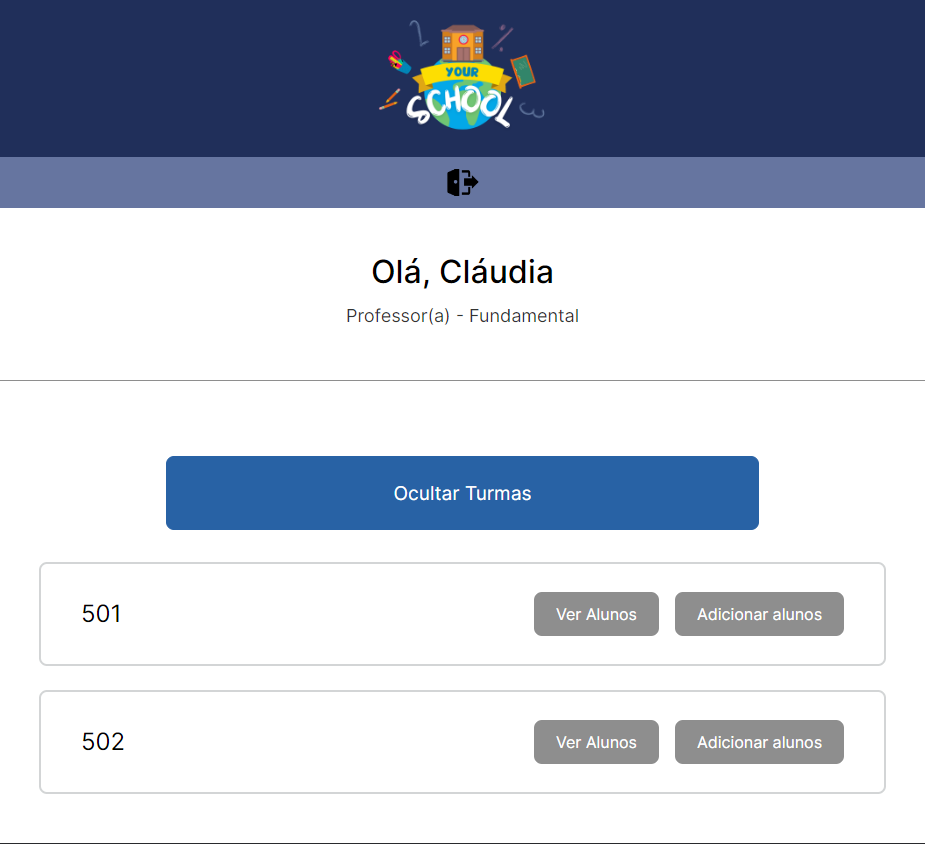 YOUR
SCHOOL
Olá, Cláudia
Professor(a) - Fundamental
Ocultar Turmas
501 Ver Alunos Adicionar alunos
502 Ver Alunos Adicionar alunos